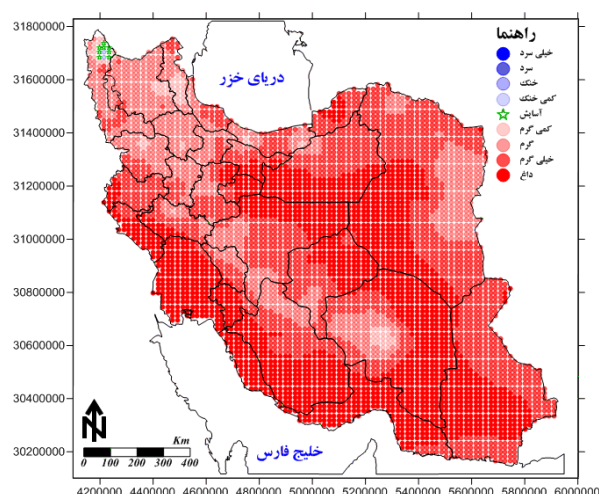 راهنما
خیلی سرد
سرد
خنک
کمی خنک
آسایش
کمی گرم
گرم
خیلی گرم
داغ
دریای خزر
خلیج فارس
N
Km
0 100 200 300 400
31800000
31600000
31400000
31200000
31000000
30800000
30600000
30400000
30200000
4200000 4400000 4600000 4800000 5000000 5200000 5400000 5600000 5800000 6000000